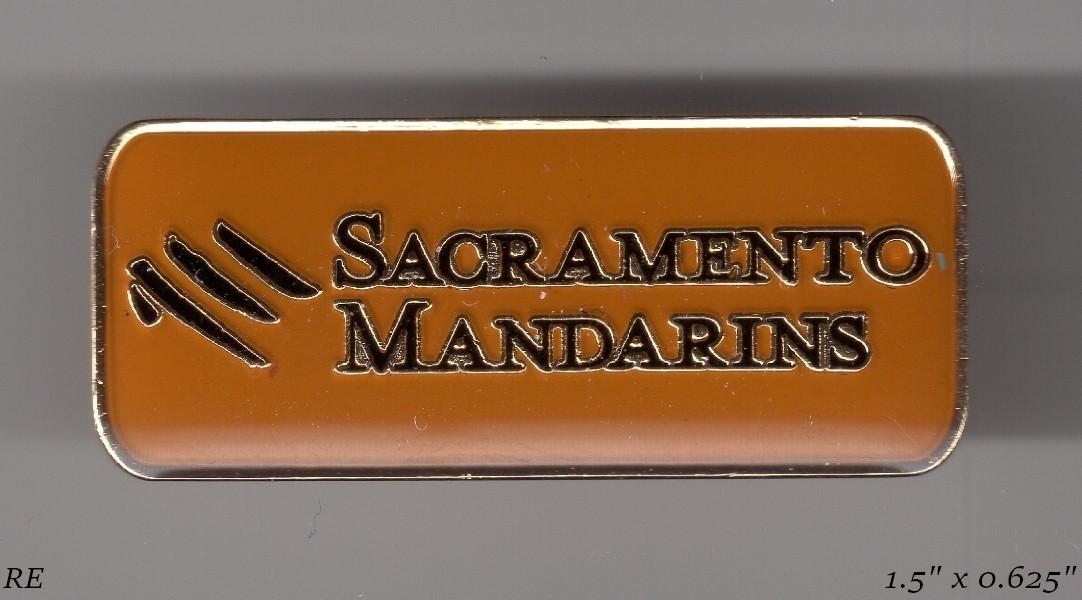 SACRAMENTO
MANDARINS
RE
1.5" x 0.625"